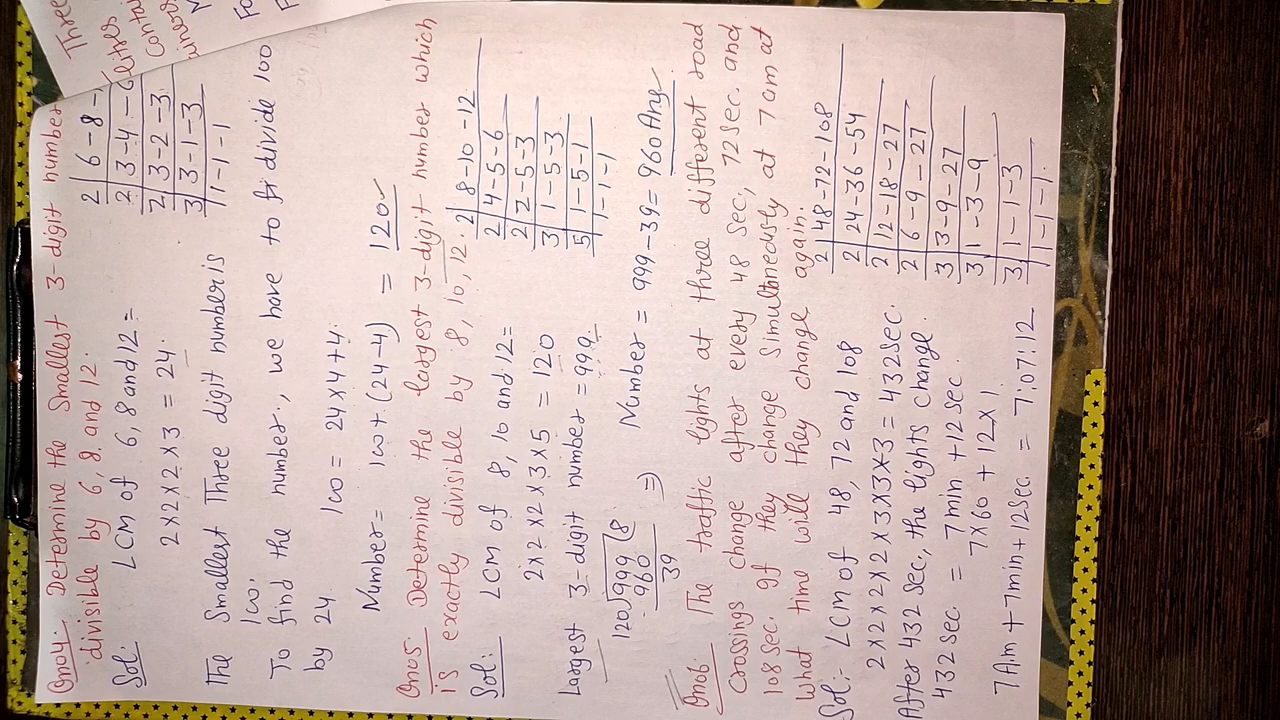 Qno4: Determine the Smallest 3-digit number
divisible by 6, 8 and 12.
Sol: LCM of 6, 8 and 12 =
2×2×2×3 = 24.
2 | 6-8-
2 | 3-4-6
2 | 3-2-3
3 | 3-1-3
1-1-1
The Smallest Three digit number is
100.
To find the number, we have to divide 100
by 24
100 = 24×4+4.
Number = 100+(24-4) = 120
Qno5. Determine the largest 3-digit number which
is exactly divisible by 8, 10, 12.
Sol: LCM of 8, 10 and 12 =
2×2×2×3×5 = 120
2 | 8-10-12
2 | 4-5-6
2 | 2-5-3
3 | 1-5-3
5 | 1-5-1
1-1-1
Largest 3-digit number = 999.
120)999(8
960
39
=) Number = 999-39 = 960 Ans
Qno6. The traffic lights at three different road
crossings change after every 48 Sec, 72 Sec. and
108 Sec. If they change Simultneously at 7am at
What time will they change again.
Sol:- LCM of 48, 72 and 108
2×2×2×2×3×3×3 = 432 Sec.
After 432 Sec, the lights change.
432 Sec = 7min + 12 Sec.
7×60 + 12×1.
7 A.m + 7min + 12 Sec = 7:07:12
2 | 48-72-108
2 | 24-36-54
2 | 12-18-27
2 | 6-9-27
3 | 3-9-27
3 | 1-3-9
3 | 1-1-3
1-1-1.
Three
Contai